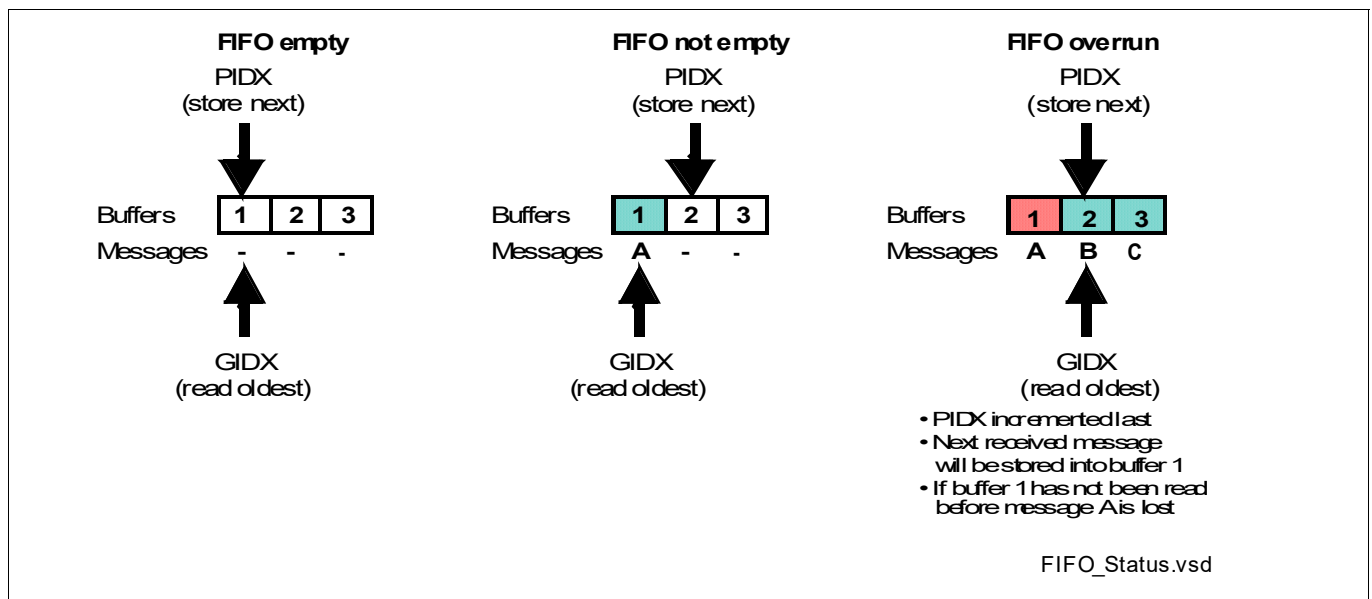 FIFO empty
PIDX
(store next)
Buffers 1 2 3
Messages - - -
GIDX
(read oldest)
FIFO not empty
PIDX
(store next)
Buffers 1 2 3
Messages A - -
GIDX
(read oldest)
FIFO overrun
PIDX
(store next)
Buffers 1 2 3
Messages A B C
GIDX
(read oldest)
• PIDX incremented last
• Next received message
will be stored into buffer 1
• If buffer 1 has not been read
before message A is lost
FIFO_Status.vsd